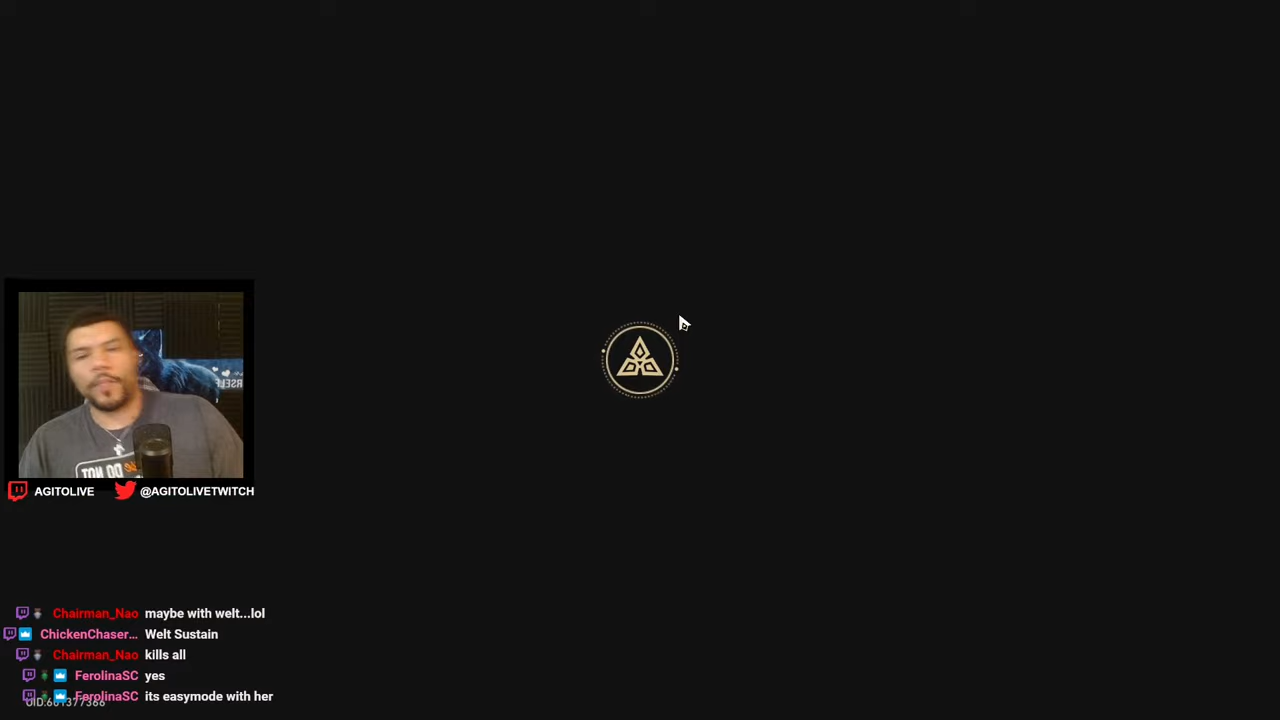 AGITOLIVE
@AGITOLIVETWITCH
Chairman_Nao maybe with welt...lol
ChickenChaser... Welt Sustain
Chairman_Nao kills all
FerolinaSC yes
FerolinaSC its easymode with her